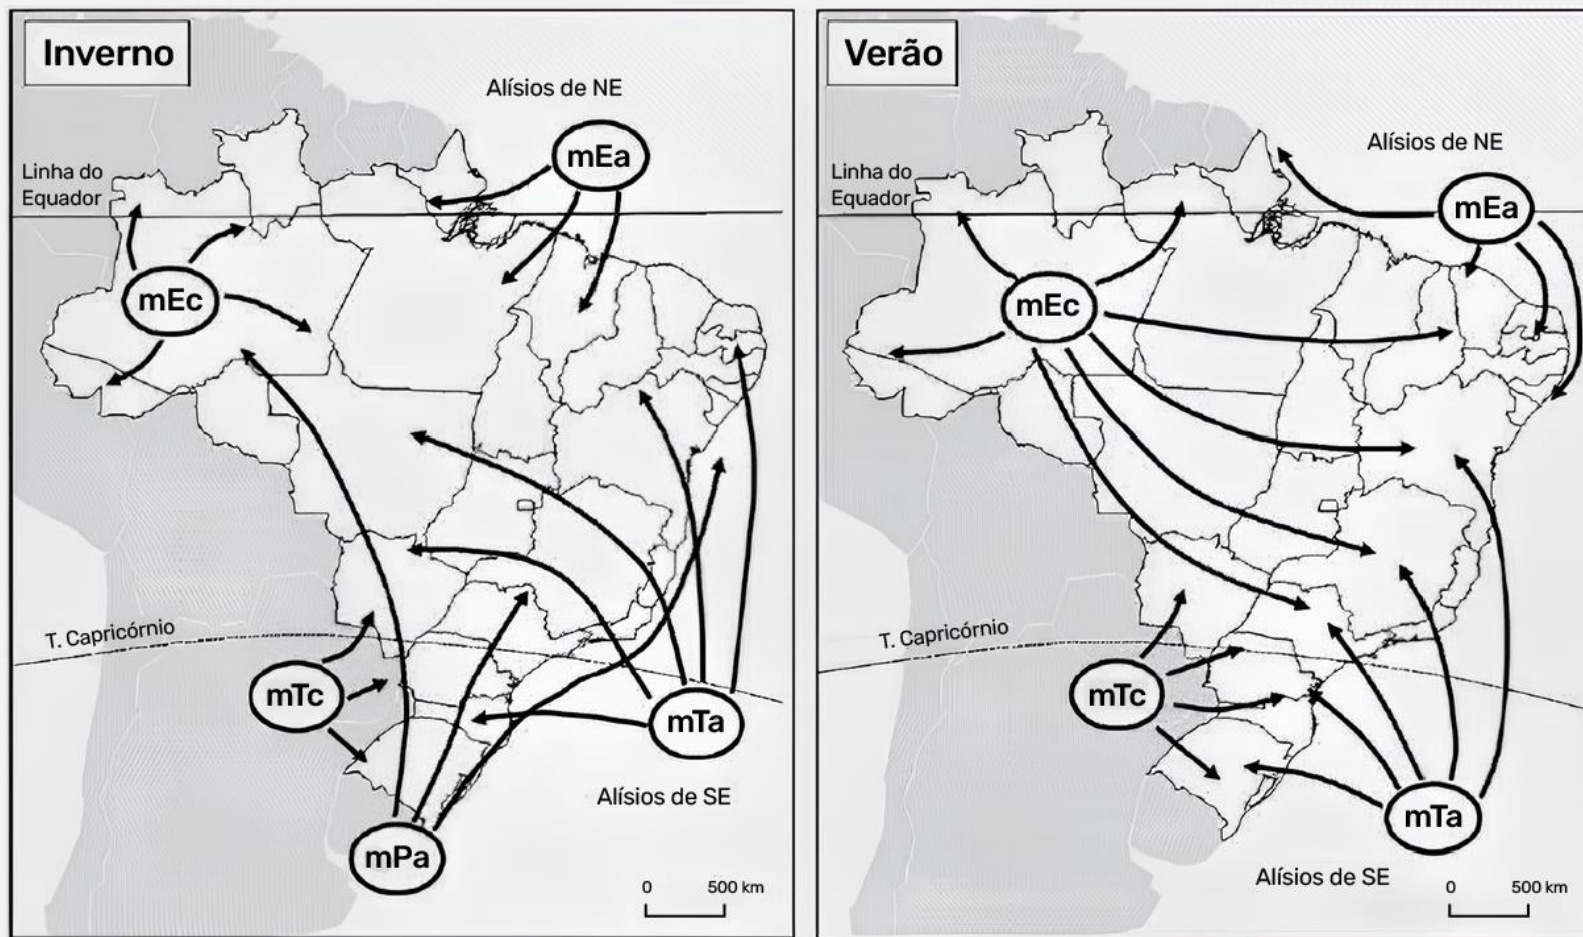 Inverno
Alísios de NE
mEa
Linha do
Equador
mEc
T. Capricórnio
mTc
mTa
Alísios de SE
mPa
0 500 km
Verão
Alísios de NE
Linha do
Equador
mEa
mEc
T. Capricórnio
mTc
mTa
Alísios de SE
0 500 km